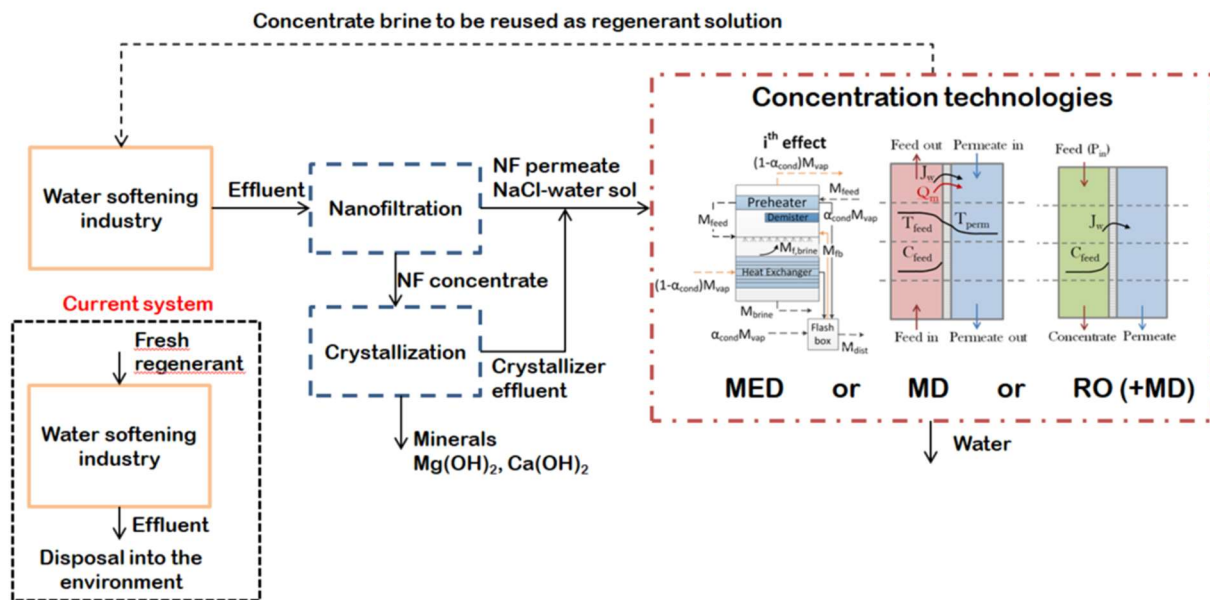 Concentrate brine to be reused as regenerant solution
Water softening
industry
Effluent
Nanofiltration
NF permeate
NaCl-water sol
NF concentrate
Crystallization
Crystallizer
effluent
Minerals
Mg(OH)2, Ca(OH)2
Current system
Fresh
regenerant
Water softening
industry
Effluent
Disposal into the
environment
Concentration technologies
ith effect
(1-αcond)Mvap
Mfeed
Preheater
Demister
αcondMvap
Mfeed
Mf,brine
Mfb
Heat Exchanger
(1-αcond)Mvap
Mbrine
αcondMvap
Flash
box
Mdist
Feed out
Permeate in
Jw
Qm
Tfeed
Tperm
Cfeed
Feed in
Permeate out
Feed (Pin)
Jw
Cfeed
Concentrate
Permeate
MED or MD or RO (+MD)
Water